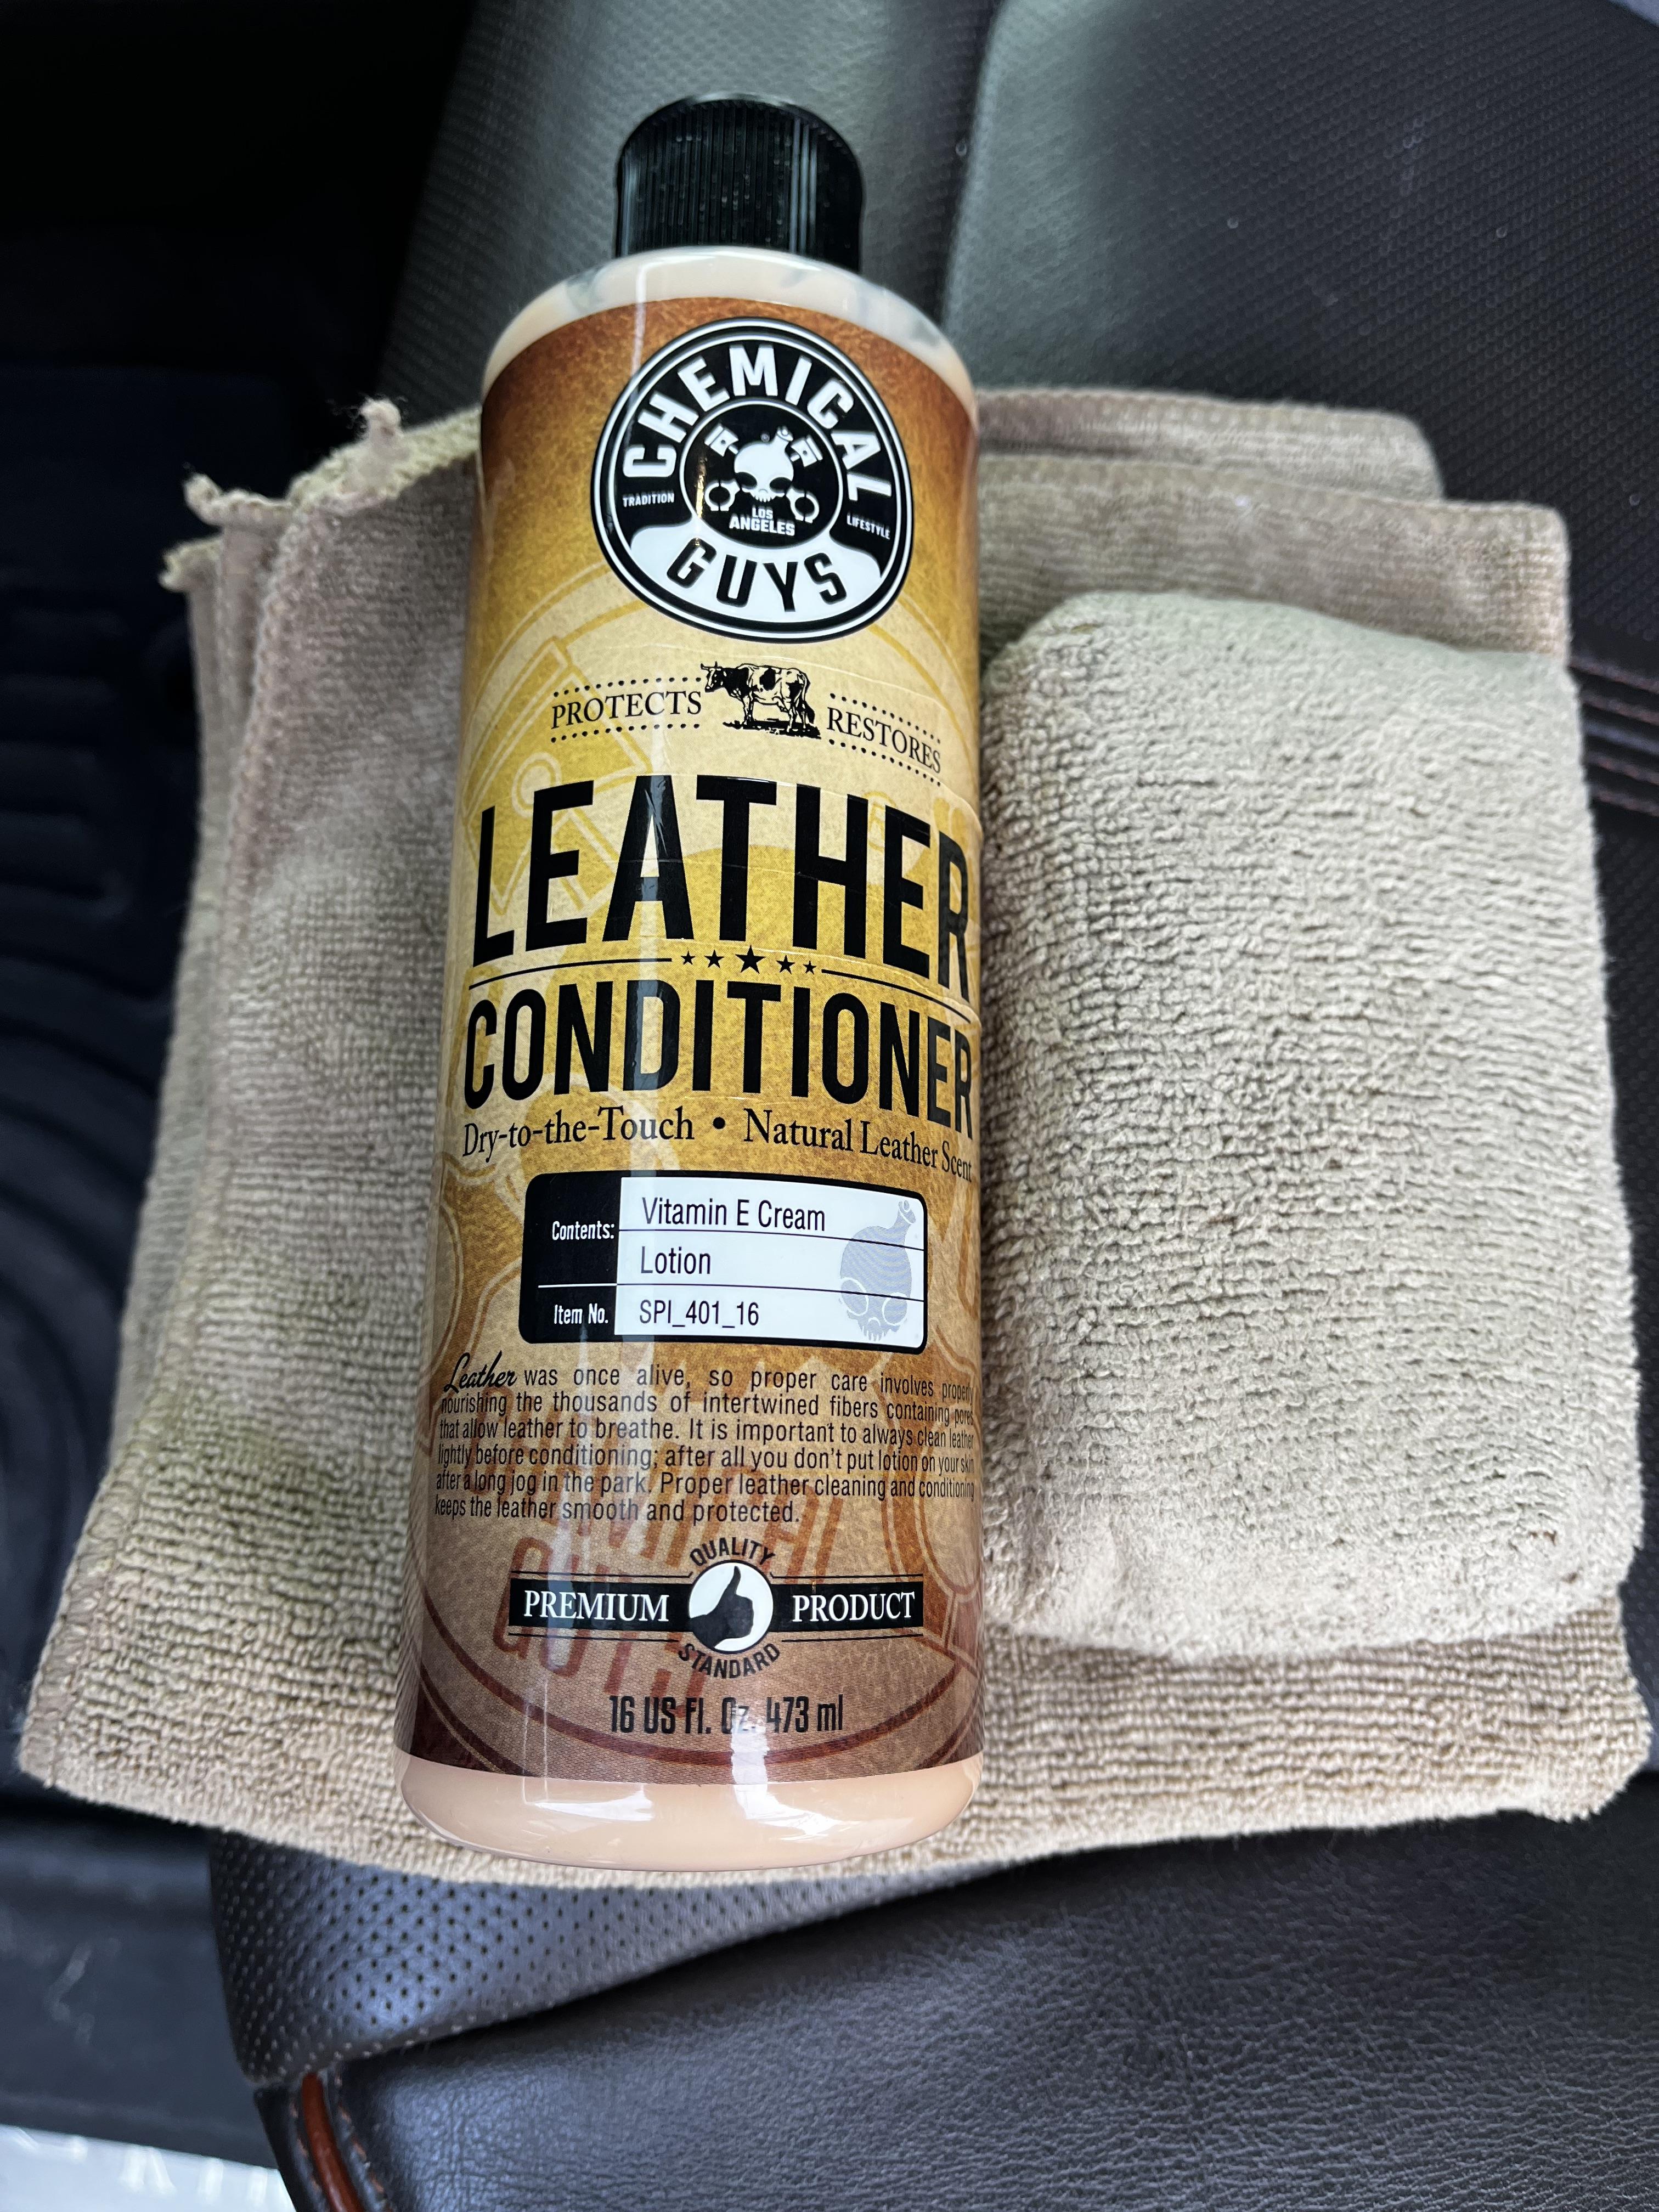 CHEMICAL
TRADITION
LOS
ANGELES
LIFESTYLE
GUYS
PROTECTS RESTORES
LEATHER
CONDITIONER
Dry-to-the-Touch • Natural Leather Scent
Contents: Vitamin E Cream
Lotion
Item No. SPI_401_16
Leather was once alive, so proper care involves properly
nourishing the thousands of intertwined fibers containing pores
that allow leather to breathe. It is important to always clean leather
lightly before conditioning; after all you don't put lotion on your skin
after a long jog in the park. Proper leather cleaning and conditioning
keeps the leather smooth and protected.
QUALITY
PREMIUM PRODUCT
STANDARD
16 US Fl. Oz. 473 ml